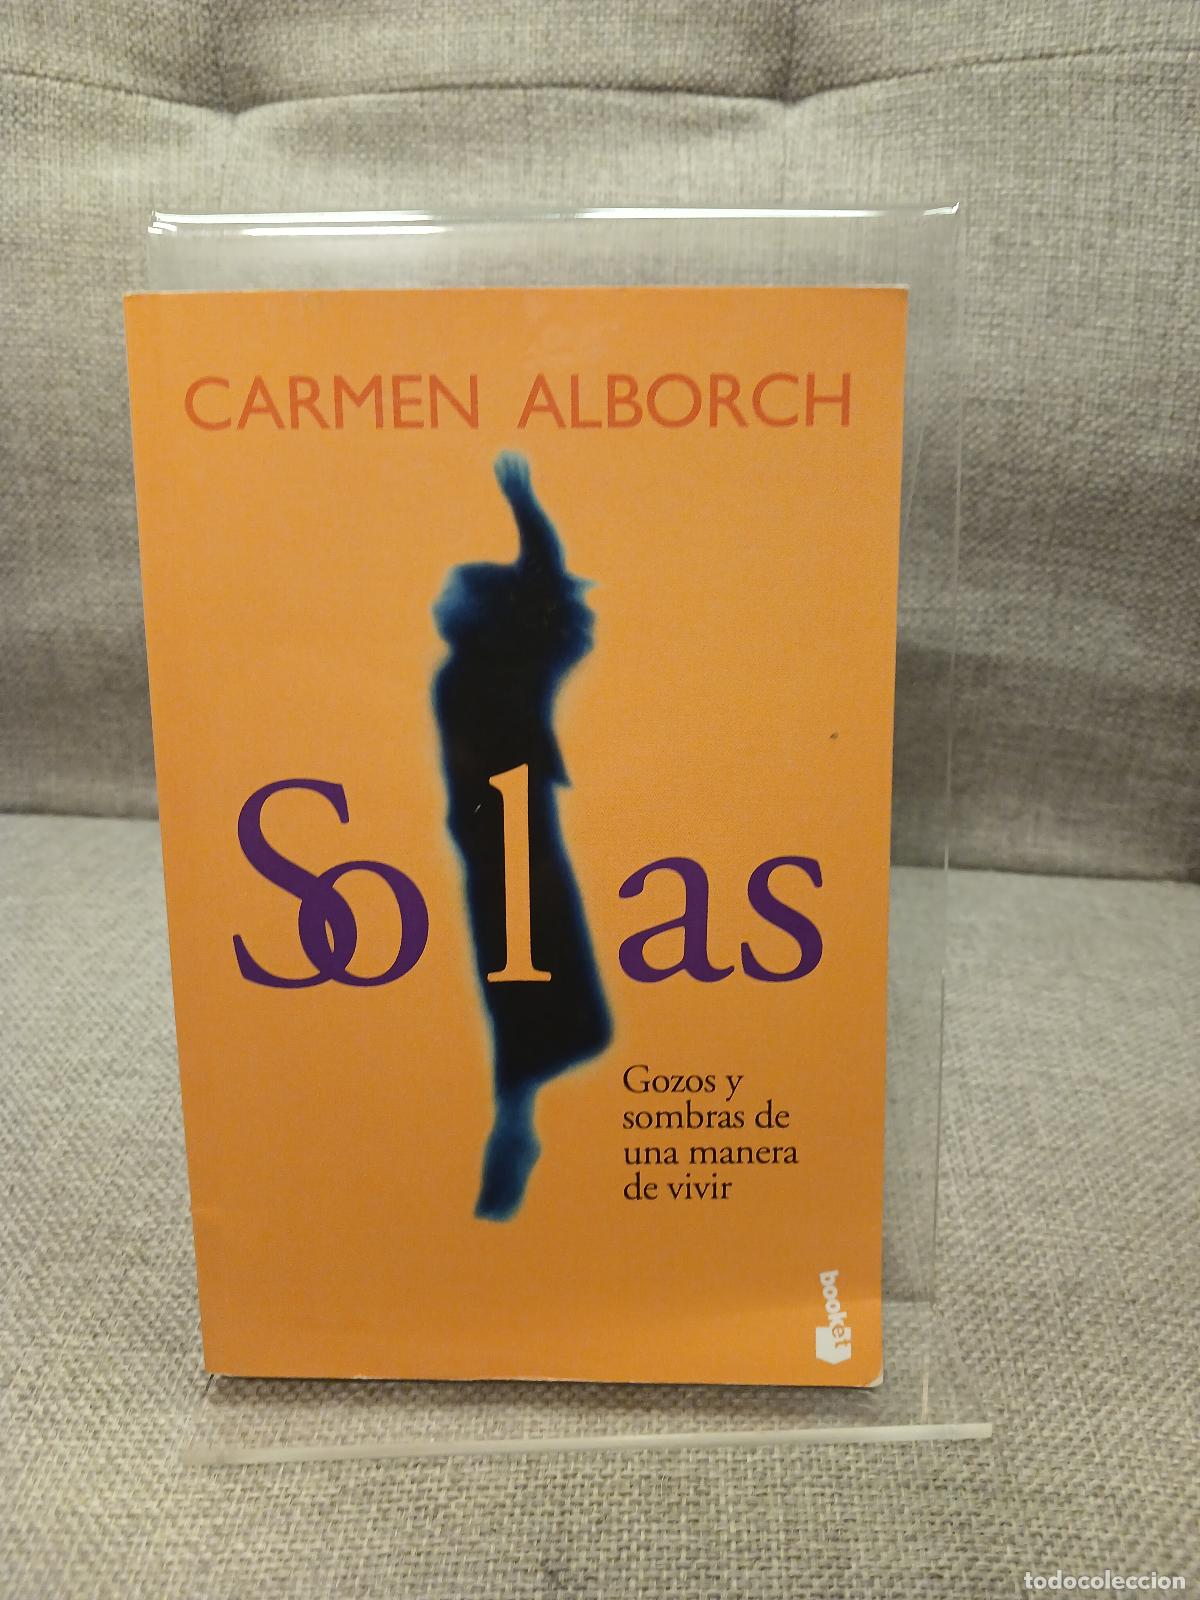 CARMEN ALBORCH
Solas
Gozos y
sombras de
una manera
de vivir
booket
todocoleccion